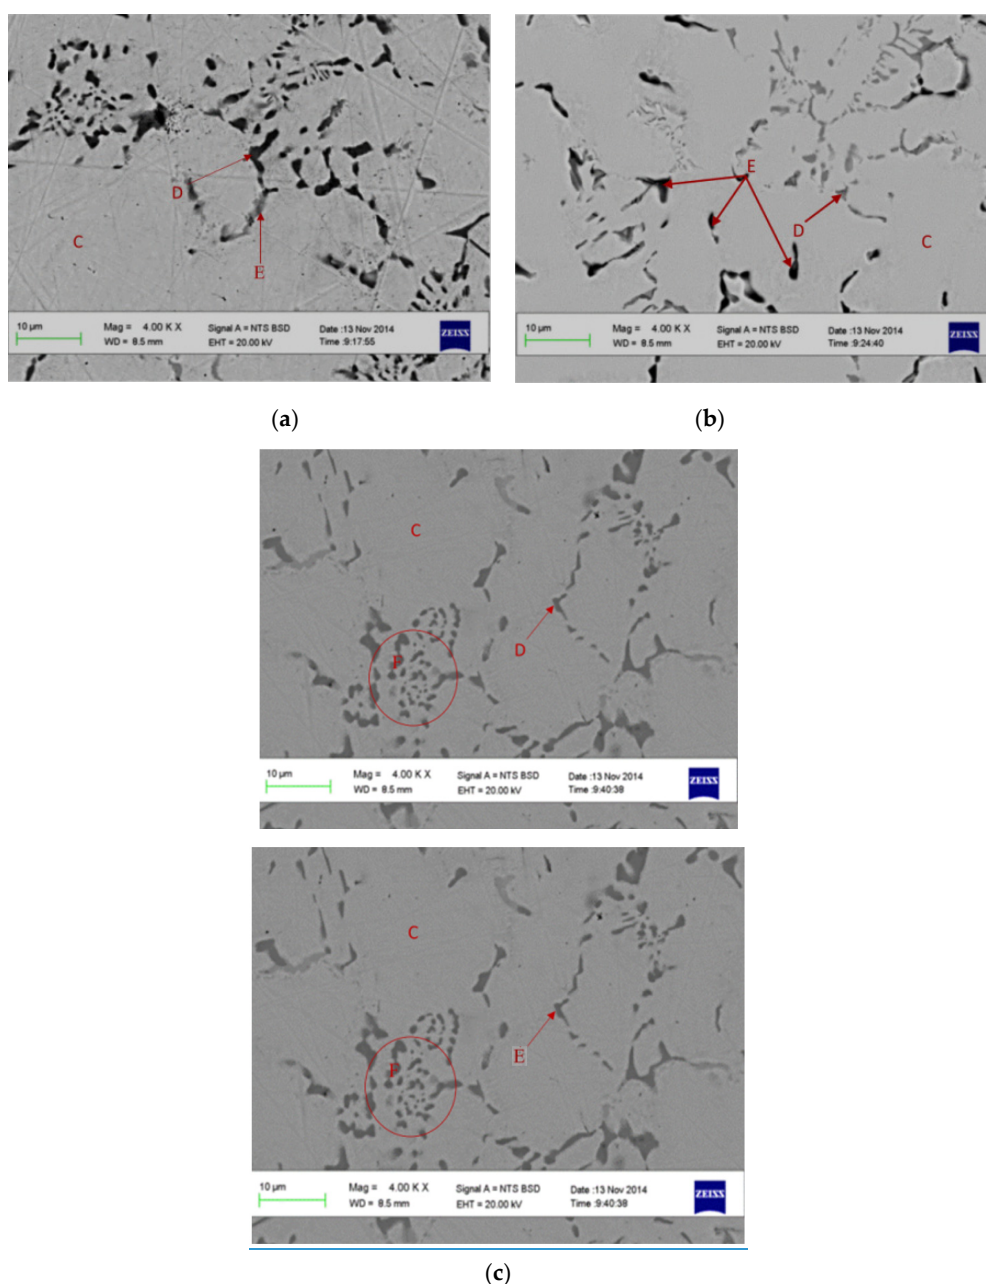 D
C
E
10 µm
Mag = 4.00 K X
WD = 8.5 mm
Signal A = NTS BSD
EHT = 20.00 kV
Date :13 Nov 2014
Time :9:17:55
ZEISS
E
D
C
10 µm
Mag = 4.00 K X
WD = 8.5 mm
Signal A = NTS BSD
EHT = 20.00 kV
Date :13 Nov 2014
Time :9:24:40
ZEISS
(a)
(b)
C
D
F
10 µm
Mag = 4.00 K X
WD = 8.5 mm
Signal A = NTS BSD
EHT = 20.00 kV
Date :13 Nov 2014
Time :9:40:38
ZEISS
C
E
F
10 µm
Mag = 4.00 K X
WD = 8.5 mm
Signal A = NTS BSD
EHT = 20.00 kV
Date :13 Nov 2014
Time :9:40:38
ZEISS
(c)